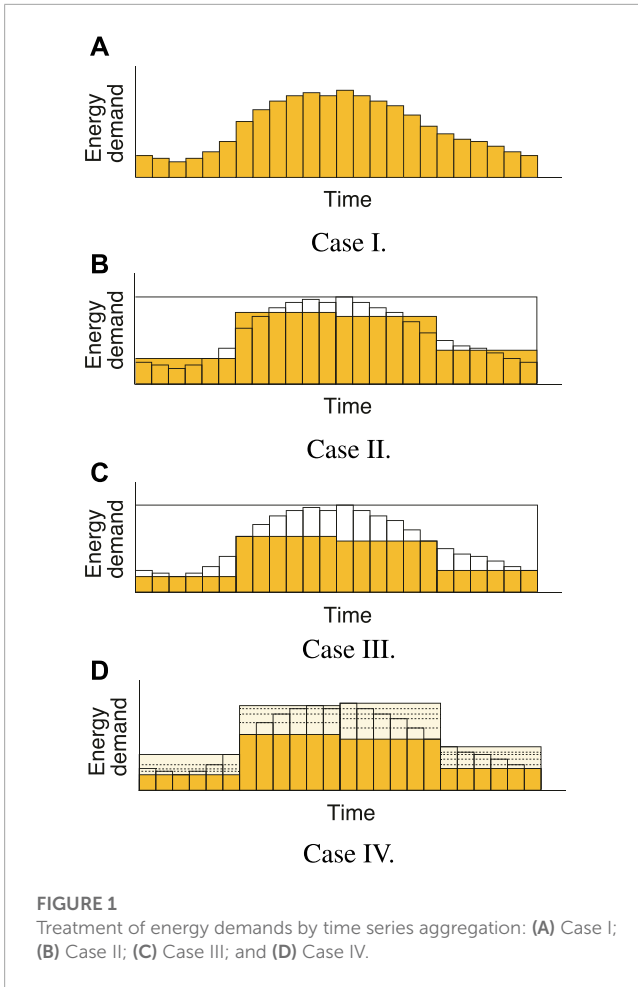 A
Energy
demand
Time
Case I.
B
Energy
demand
Time
Case II.
C
Energy
demand
Time
Case III.
D
Energy
demand
Time
Case IV.
FIGURE 1
Treatment of energy demands by time series aggregation: (A) Case I;
(B) Case II; (C) Case III; and (D) Case IV.